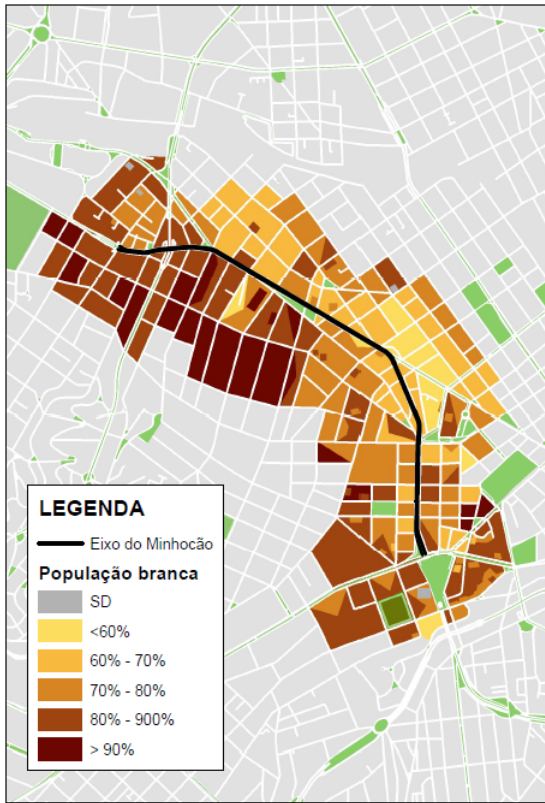 LEGENDA
Eixo do Minhocão
População branca
SD
<60%
60% - 70%
70% - 80%
80% - 900%
> 90%